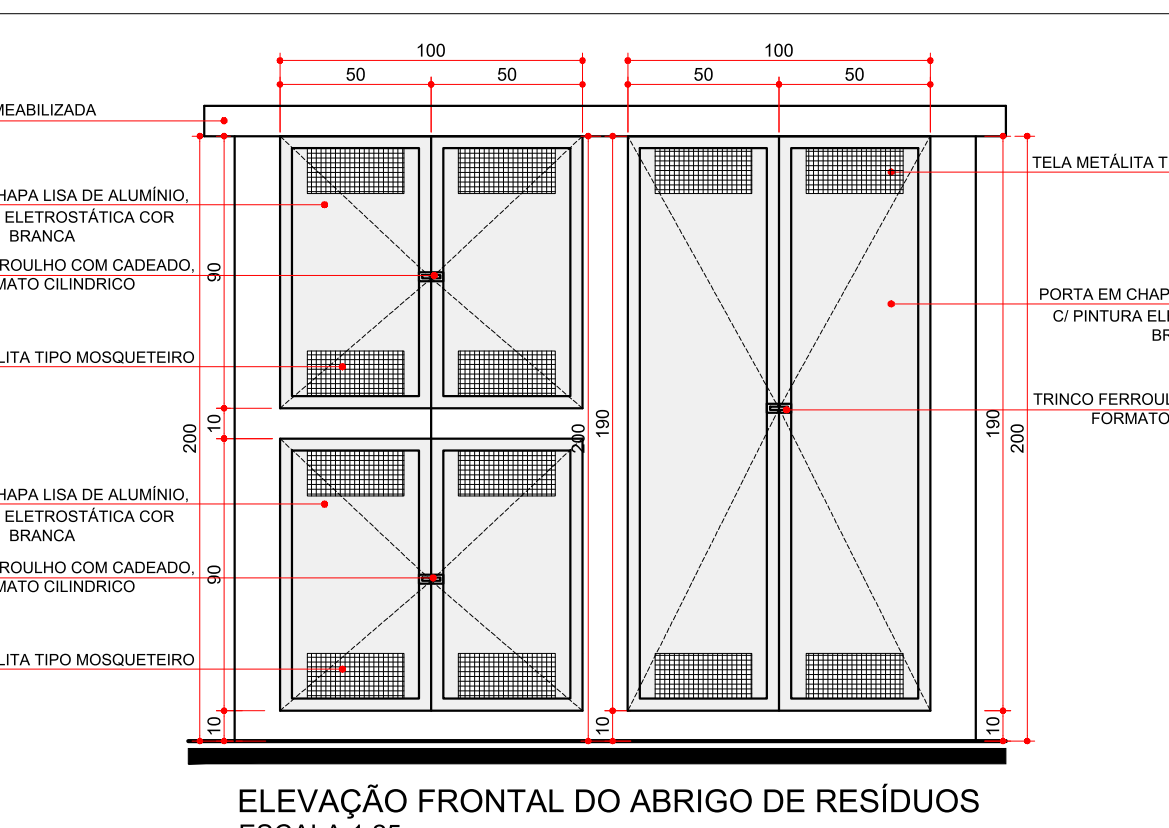 100
100
50
50
50
50
MEABILIZADA
TELA METÁLITA T
HAPA LISA DE ALUMÍNIO,
ELETROSTÁTICA COR
BRANCA
ROULHO COM CADEADO,
MATO CILINDRICO
90
PORTA EM CHAP
C/ PINTURA ELE
BR
LITA TIPO MOSQUETEIRO
TRINCO FERROUL
FORMATO
10
200
200
190
190
200
HAPA LISA DE ALUMÍNIO,
ELETROSTÁTICA COR
BRANCA
ROULHO COM CADEADO,
MATO CILINDRICO
90
LITA TIPO MOSQUETEIRO
10
10
10
ELEVAÇÃO FRONTAL DO ABRIGO DE RESÍDUOS